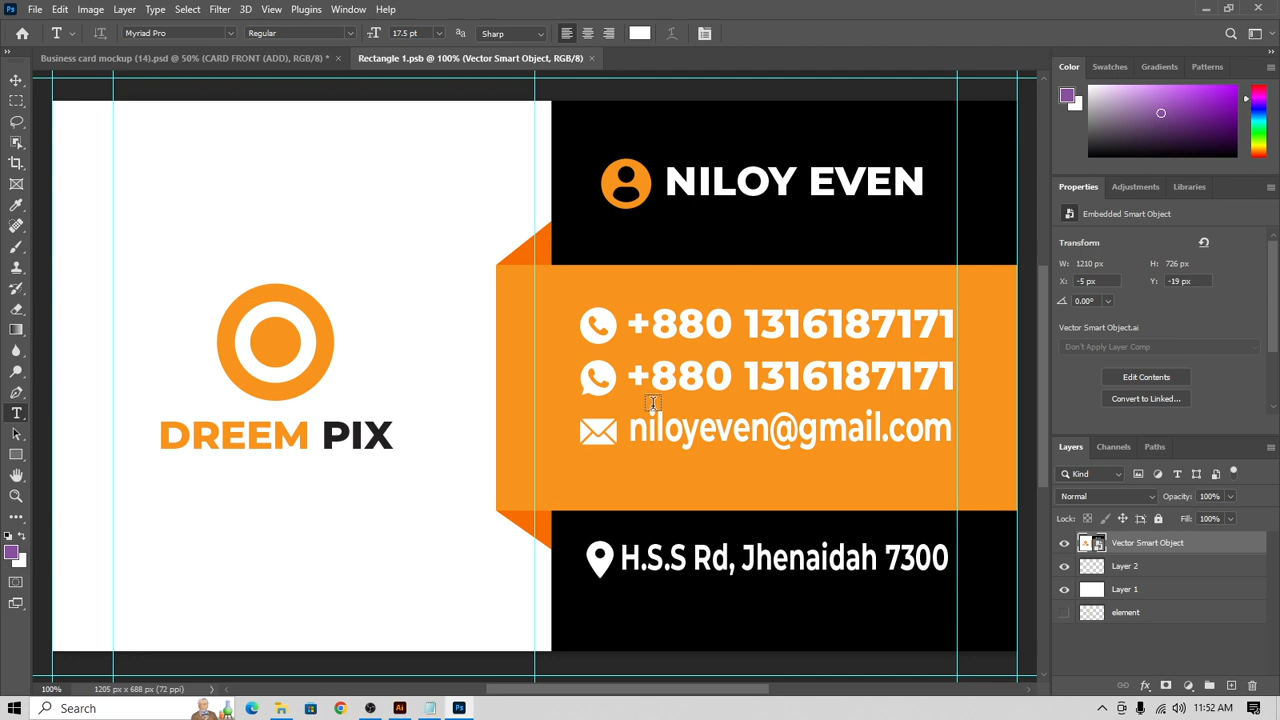 File Edit Image Layer Type Select Filter 3D View Plugins Window Help
Myriad Pro Regular 17.5 pt Sharp
Business card mockup (14).psd @ 50% (CARD FRONT (ADD), RGB/8) *
Rectangle 1.psb @ 100% (Vector Smart Object, RGB/8)
NILOY EVEN
+880 1316187171
+880 1316187171
niloyeven@gmail.com
DREEM PIX
H.S.S Rd, Jhenaidah 7300
Color Swatches Gradients Patterns
Properties Adjustments Libraries
Embedded Smart Object
Transform
W: 1210 px H: 726 px
X: -5 px Y: -19 px
0.00°
Vector Smart Object.ai
Don't Apply Layer Comp
Edit Contents
Convert to Linked...
Layers Channels Paths
Kind
Normal Opacity: 100%
Lock: Fill: 100%
Vector Smart Object
Layer 2
Layer 1
element
100% 1205 px x 688 px (72 ppi)
Search
11:52 AM